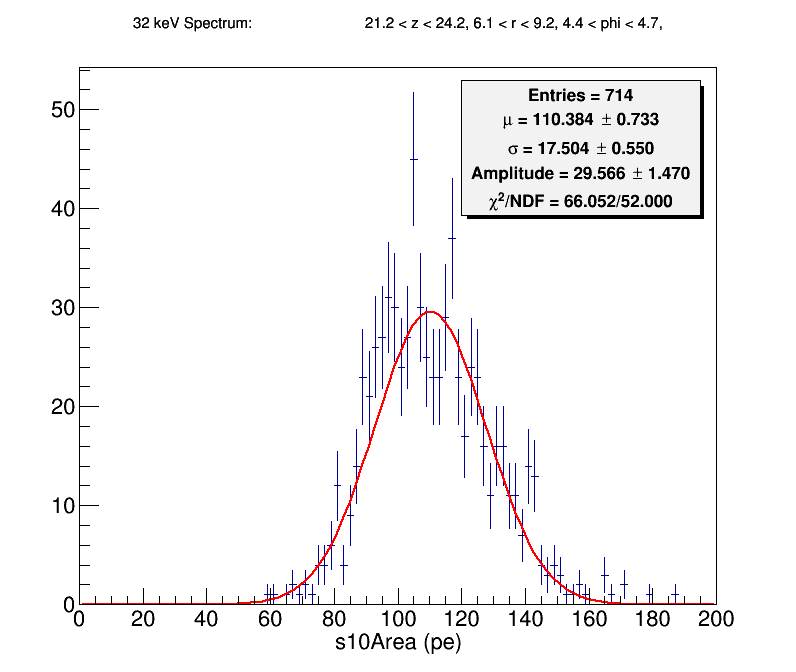 32 keV Spectrum: 21.2 < z < 24.2, 6.1 < r < 9.2, 4.4 < phi < 4.7,
Entries = 714
μ = 110.384 ± 0.733
σ = 17.504 ± 0.550
Amplitude = 29.566 ± 1.470
χ²/NDF = 66.052/52.000
50
40
30
20
10
0
0 20 40 60 80 100 120 140 160 180 200
s10Area (pe)